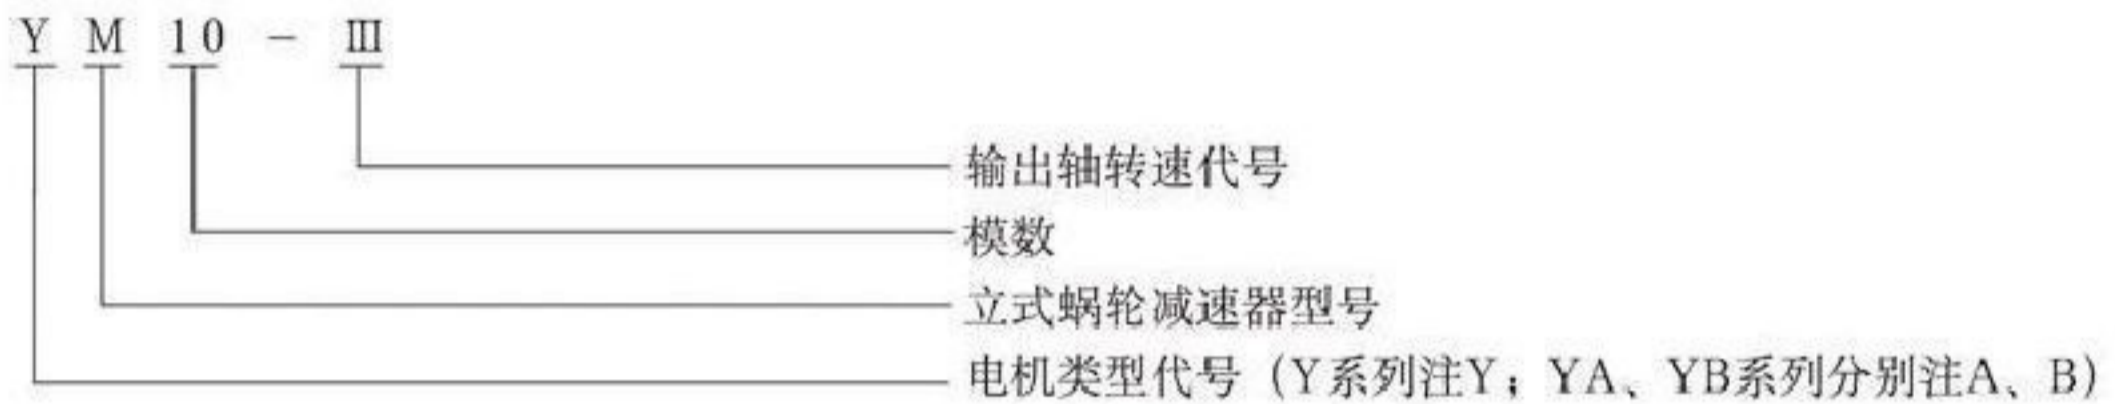 Y M 10 - Ⅲ
输出轴转速代号
模数
立式蜗轮减速器型号
电机类型代号（Y系列注Y；YA、YB系列分别注A、B）